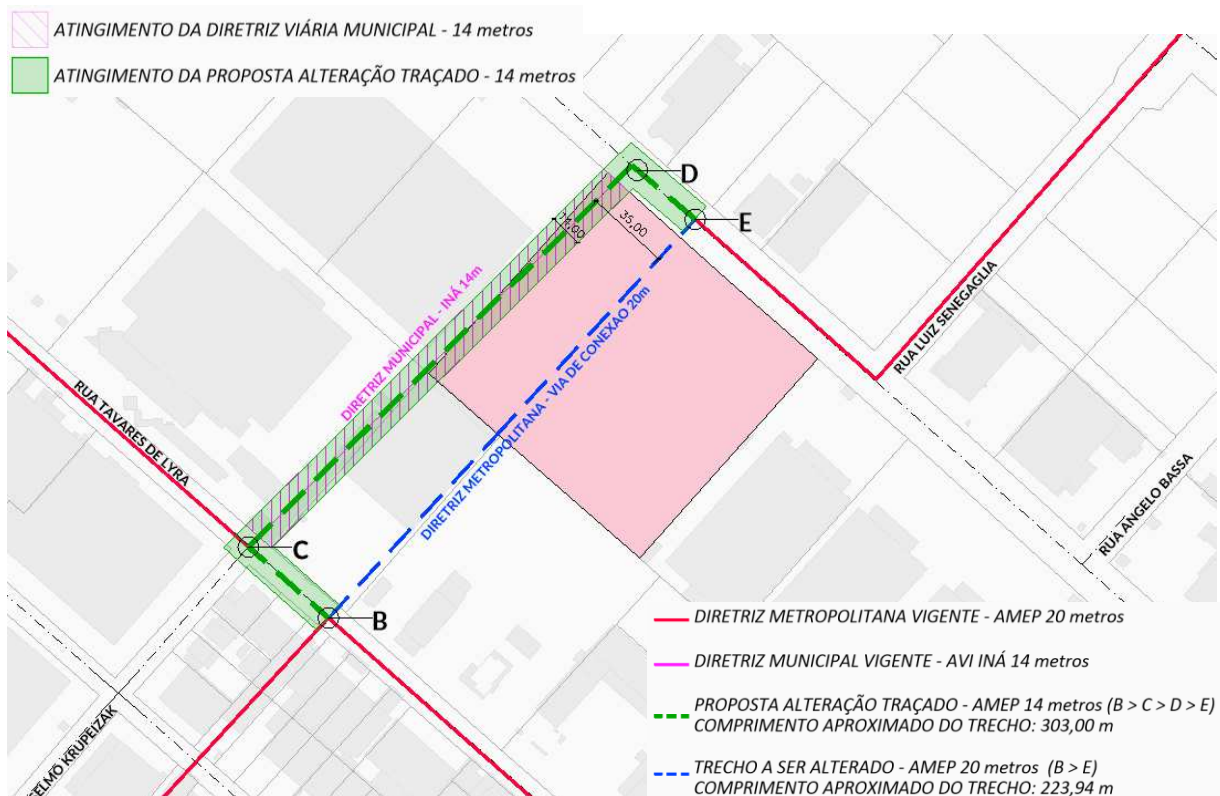 ATINGIMENTO DA DIRETRIZ VIÁRIA MUNICIPAL - 14 metros
ATINGIMENTO DA PROPOSTA ALTERAÇÃO TRAÇADO - 14 metros
D
E
35,00
14,00
DIRETRIZ MUNICIPAL - INÁ 14m
DIRETRIZ METROPOLITANA - VIA DE CONEXAO 20m
RUA LUIZ SENEGAGLIA
RUA TAVARES DE LYRA
RUA ANGELO BASSA
C
B
SELMO KRUPEIZAK
DIRETRIZ METROPOLITANA VIGENTE - AMEP 20 metros
DIRETRIZ MUNICIPAL VIGENTE - AVI INÁ 14 metros
PROPOSTA ALTERAÇÃO TRAÇADO - AMEP 14 metros (B > C > D > E)
COMPRIMENTO APROXIMADO DO TRECHO: 303,00 m
TRECHO A SER ALTERADO - AMEP 20 metros (B > E)
COMPRIMENTO APROXIMADO DO TRECHO: 223,94 m